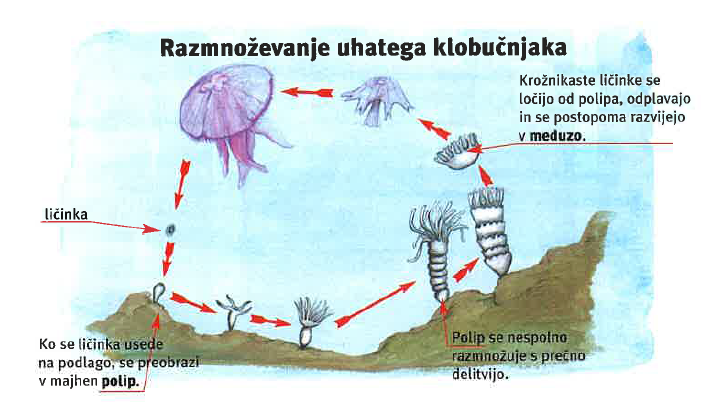 Razmnoževanje uhatega klobučnjaka
Krožnikaste ličinke se
ločijo od polipa, odplavajo
in se postopoma razvijejo
v meduzo.
ličinka
Ko se ličinka usede
na podlago, se preobrazi
v majhen polip.
Polip se nespolno
razmnožuje s prečno
delitvijo.